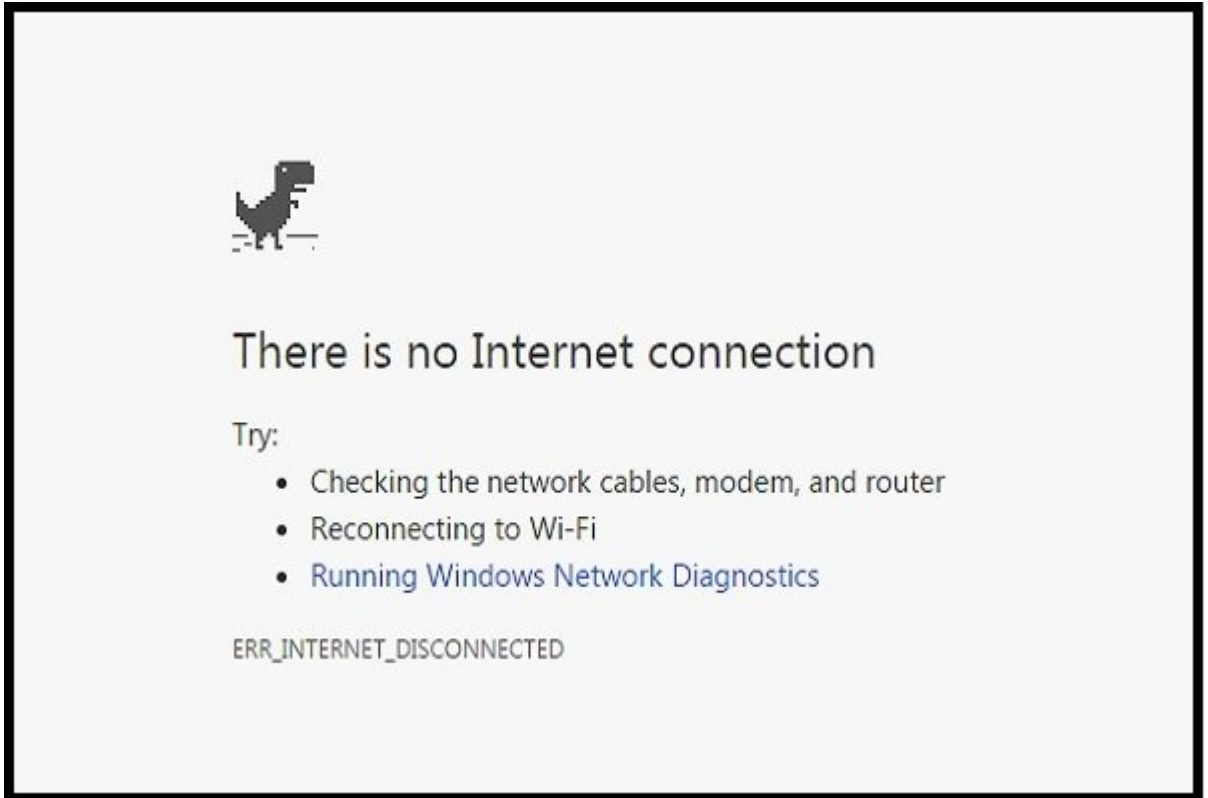 There is no Internet connection
Try:
• Checking the network cables, modem, and router
• Reconnecting to Wi-Fi
• Running Windows Network Diagnostics
ERR_INTERNET_DISCONNECTED